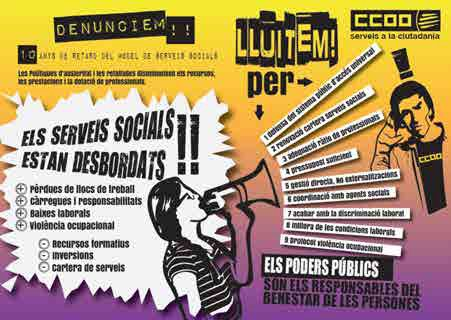 DENUNCIEM!!
10 ANYS DE RETARD DEL MODEL DE SERVEIS SOCIALS
Les Polítiques d'austeritat i les retallades disminueixen els recursos,
les prestacions i la dotació de professionals.
ELS SERVEIS SOCIALS
ESTAN DESBORDATS !!
+ Pèrdues de llocs de treball
+ Càrregues i responsabilitats
+ Baixes laborals
+ Violència ocupacional
- Recursos formatius
- Inversions
- Cartera de serveis
LLUITEM!
per
CCOO
serveis a la ciutadania
1 defensa del sistema públic d'accés universal
2 renovació cartera serveis socials
3 adequació ràtio de professionals
4 pressupost suficient
5 gestió directa. No externalitzacions
6 coordinació amb agents socials
7 acabar amb la discriminació laboral
8 millora de les condicions laborals
9 Protocol violència ocupacional
CCOO
ELS PODERS PÚBLICS
SÓN ELS RESPONSABLES DEL
BENESTAR DE LES PERSONES